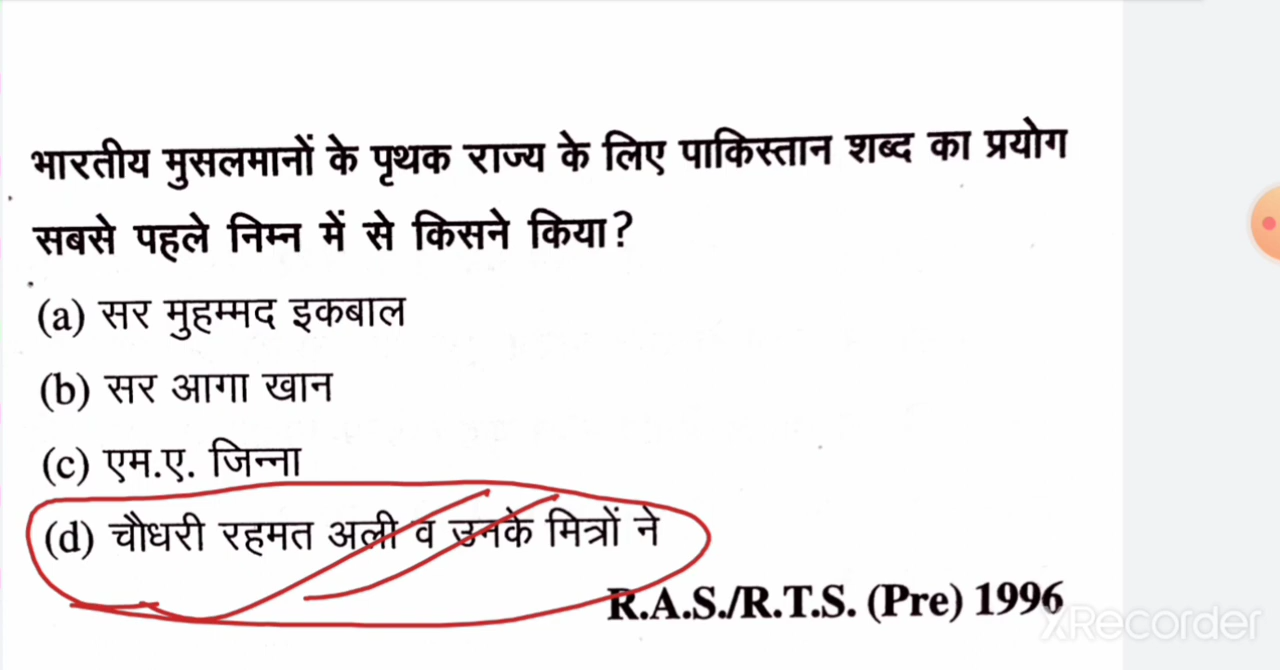 भारतीय मुसलमानों के पृथक राज्य के लिए पाकिस्तान शब्द का प्रयोग
सबसे पहले निम्न में से किसने किया?
(a) सर मुहम्मद इकबाल
(b) सर आगा खान
(c) एम.ए. जिन्ना
(d) चौधरी रहमत अली व उनके मित्रों ने
R.A.S./R.T.S. (Pre) 1996
XRecorder